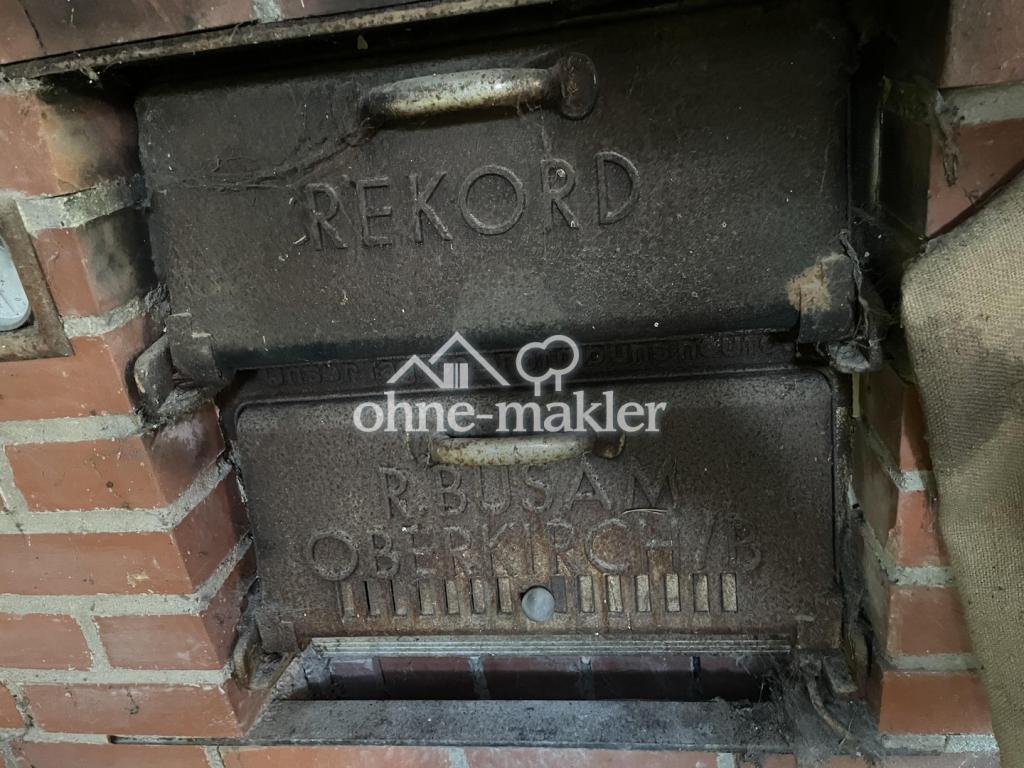 REKORD
ohne-makler
R. BUSAM
OBERKIRCH/B